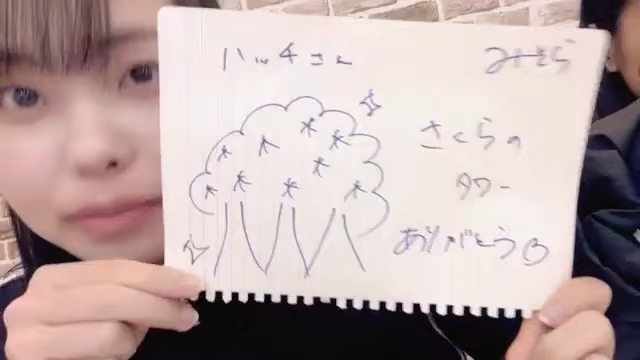 ハッチさん
みそら
さくらの
タワー
ありがとう